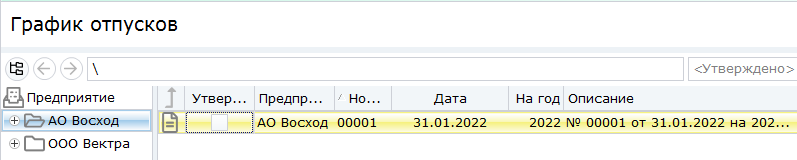 График отпусков
\ <Утверждено>
Предприятие Утвер... Предпр... Но... Дата На год Описание
АО Восход АО Восход 00001 31.01.2022 2022 № 00001 от 31.01.2022 на 202...
ООО Вектра